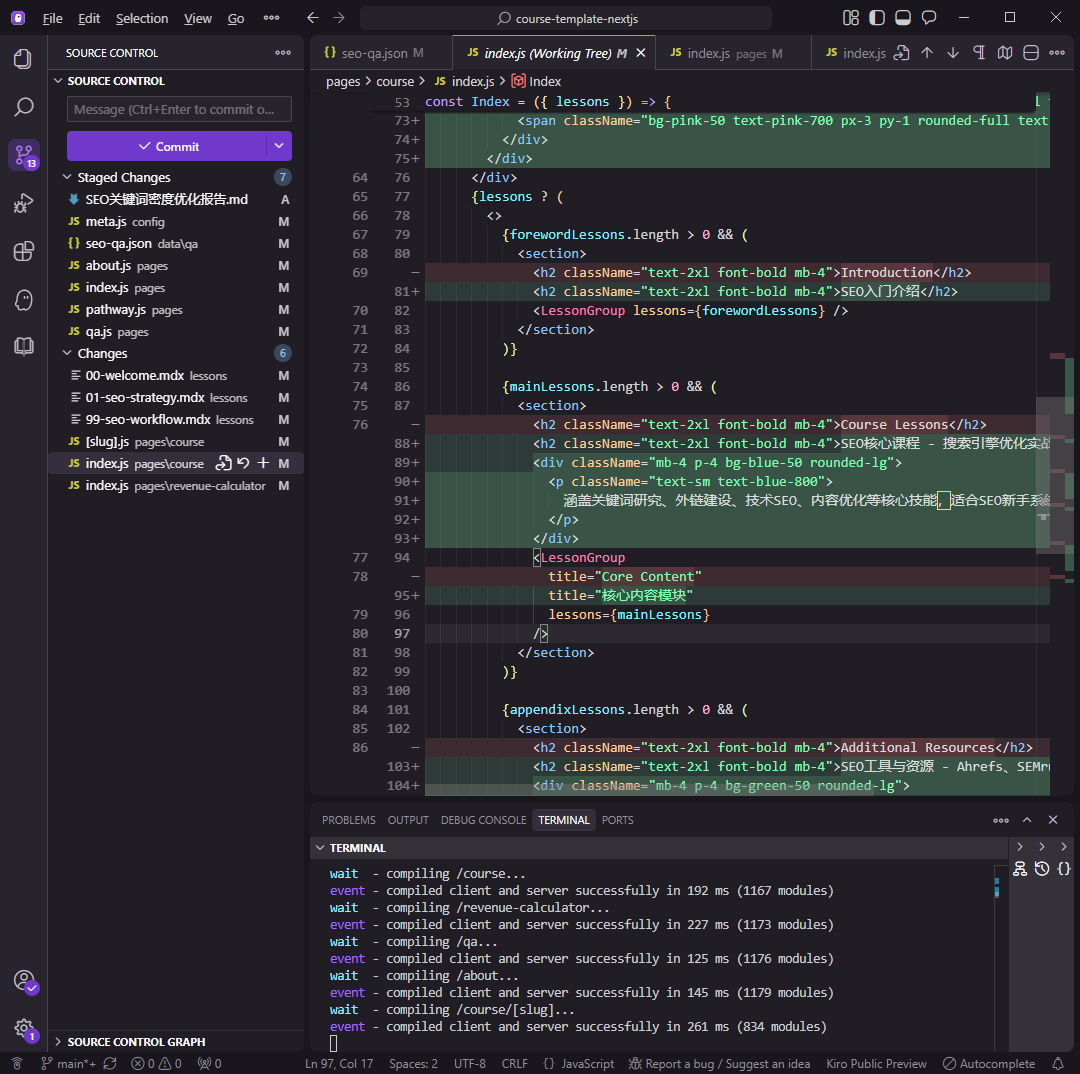 File Edit Selection View Go course-template-nextjs
SOURCE CONTROL
SOURCE CONTROL
Message (Ctrl+Enter to commit o...
Commit
Staged Changes 7
SEO关键词密度优化报告.md A
JS meta.js config M
{} seo-qa.json data\qa M
JS about.js pages M
JS index.js pages M
JS pathway.js pages M
JS qa.js pages M
Changes 6
00-welcome.mdx lessons M
01-seo-strategy.mdx lessons M
99-seo-workflow.mdx lessons M
JS [slug].js pages\course M
JS index.js pages\course M
JS index.js pages\revenue-calculator M
SOURCE CONTROL GRAPH
13
1
{} seo-qa.json M JS index.js (Working Tree) M JS index.js pages M JS index.js
pages > course > JS index.js > Index
53 const Index = ({ lessons }) => {
73+ <span className="bg-pink-50 text-pink-700 px-3 py-1 rounded-full text
74+ </div>
75+ </div>
64 76 </div>
65 77 {lessons ? (
66 78 <>
67 79 {forewordLessons.length > 0 && (
68 80 <section>
69 − <h2 className="text-2xl font-bold mb-4">Introduction</h2>
81+ <h2 className="text-2xl font-bold mb-4">SEO入门介绍</h2>
70 82 <LessonGroup lessons={forewordLessons} />
71 83 </section>
72 84 )}
73 85
74 86 {mainLessons.length > 0 && (
75 87 <section>
76 − <h2 className="text-2xl font-bold mb-4">Course Lessons</h2>
88+ <h2 className="text-2xl font-bold mb-4">SEO核心课程 - 搜索引擎优化实战
89+ <div className="mb-4 p-4 bg-blue-50 rounded-lg">
90+ <p className="text-sm text-blue-800">
91+ 涵盖关键词研究、外链建设、技术SEO、内容优化等核心技能，适合SEO新手系统
92+ </p>
93+ </div>
77 94 <LessonGroup
78 − title="Core Content"
95+ title="核心内容模块"
79 96 lessons={mainLessons}
80 97 />
81 98 </section>
82 99 )}
83 100
84 101 {appendixLessons.length > 0 && (
85 102 <section>
86 − <h2 className="text-2xl font-bold mb-4">Additional Resources</h2>
103+ <h2 className="text-2xl font-bold mb-4">SEO工具与资源 - Ahrefs、SEMr
104+ <div className="mb-4 p-4 bg-green-50 rounded-lg">
PROBLEMS OUTPUT DEBUG CONSOLE TERMINAL PORTS
TERMINAL
wait - compiling /course...
event - compiled client and server successfully in 192 ms (1167 modules)
wait - compiling /revenue-calculator...
event - compiled client and server successfully in 227 ms (1173 modules)
wait - compiling /qa...
event - compiled client and server successfully in 125 ms (1176 modules)
wait - compiling /about...
event - compiled client and server successfully in 145 ms (1179 modules)
wait - compiling /course/[slug]...
event - compiled client and server successfully in 261 ms (834 modules)
main*+ 0 0 0 Ln 97, Col 17 Spaces: 2 UTF-8 CRLF {} JavaScript Report a bug / Suggest an idea Kiro Public Preview Autocomplete